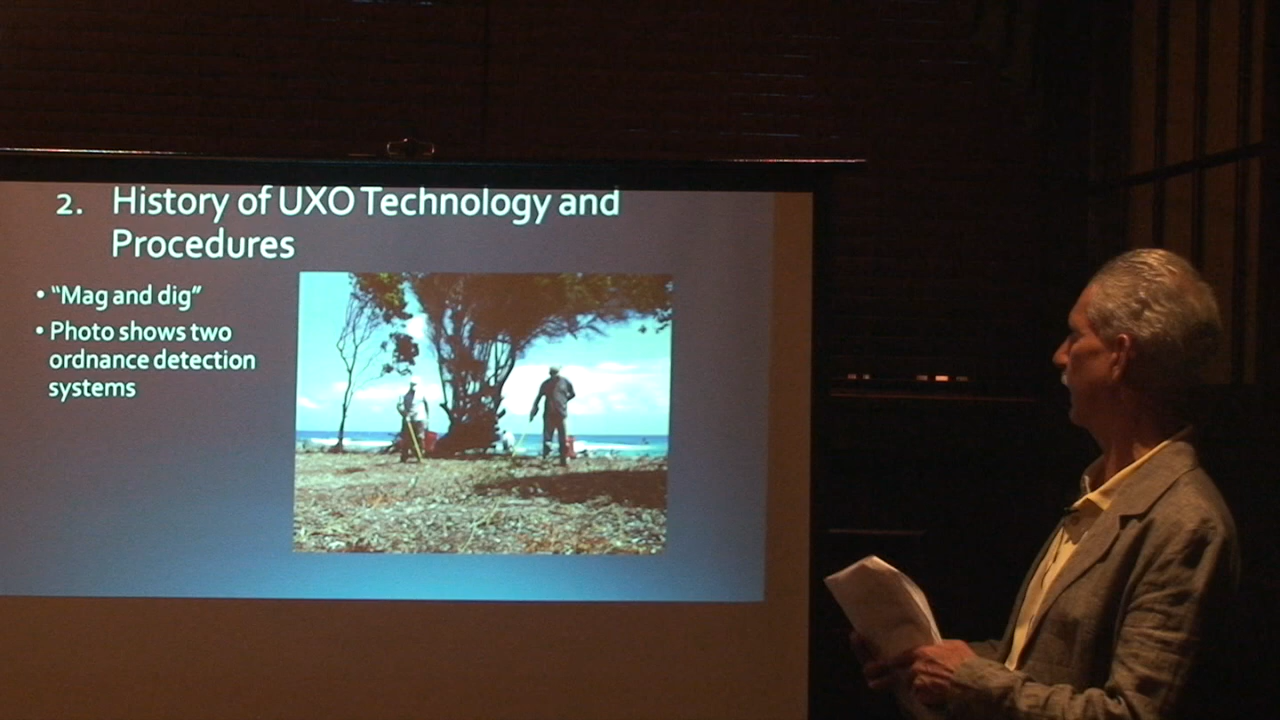 2. History of UXO Technology and
Procedures
• “Mag and dig”
• Photo shows two
ordnance detection
systems